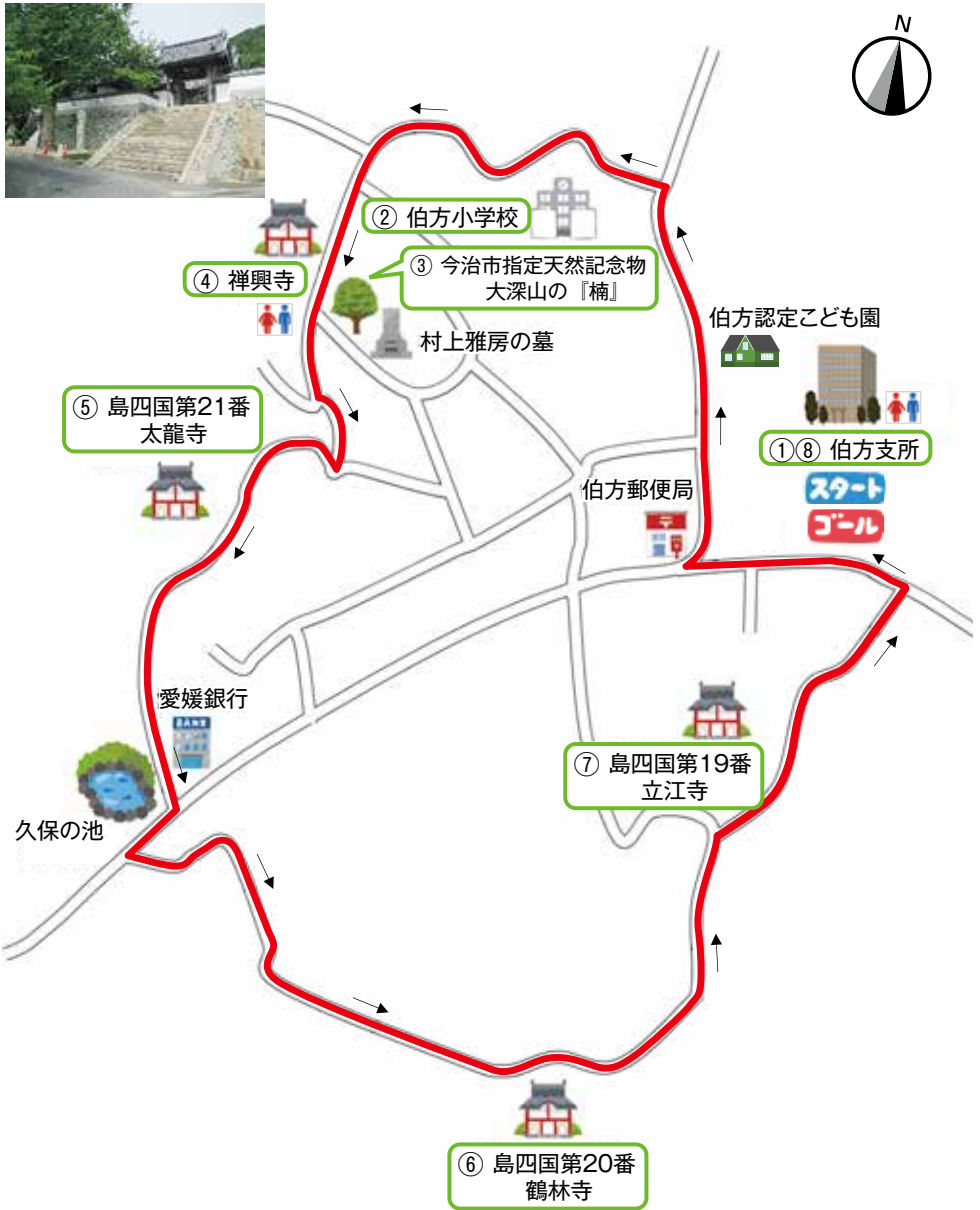 N
② 伯方小学校
③ 今治市指定天然記念物
大深山の『楠』
④ 禅興寺
村上雅房の墓
伯方認定こども園
⑤ 島四国第21番
太龍寺
①⑧ 伯方支所
スタート
ゴール
伯方郵便局
愛媛銀行
BANK
⑦ 島四国第19番
立江寺
久保の池
⑥ 島四国第20番
鶴林寺